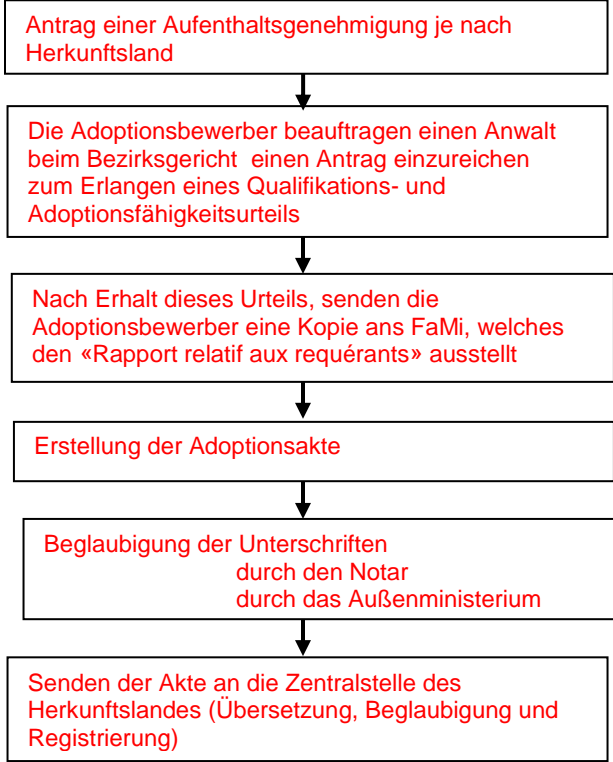 Antrag einer Aufenthaltsgenehmigung je nach
Herkunftsland
Die Adoptionsbewerber beauftragen einen Anwalt
beim Bezirksgericht einen Antrag einzureichen
zum Erlangen eines Qualifikations- und
Adoptionsfähigkeitsurteils
Nach Erhalt dieses Urteils, senden die
Adoptionsbewerber eine Kopie ans FaMi, welches
den «Rapport relatif aux requérants» ausstellt
Erstellung der Adoptionsakte
Beglaubigung der Unterschriften
durch den Notar
durch das Außenministerium
Senden der Akte an die Zentralstelle des
Herkunftslandes (Übersetzung, Beglaubigung und
Registrierung)